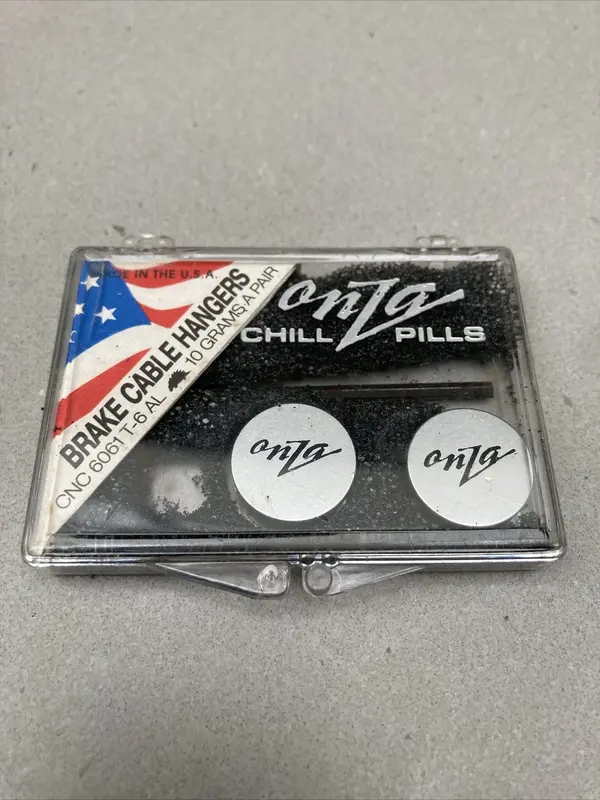 MADE IN THE U.S.A.
BRAKE CABLE HANGERS
CNC 6061 T-6 AL 10 GRAMS A PAIR
onZa
CHILL PILLS
onZa
onZa